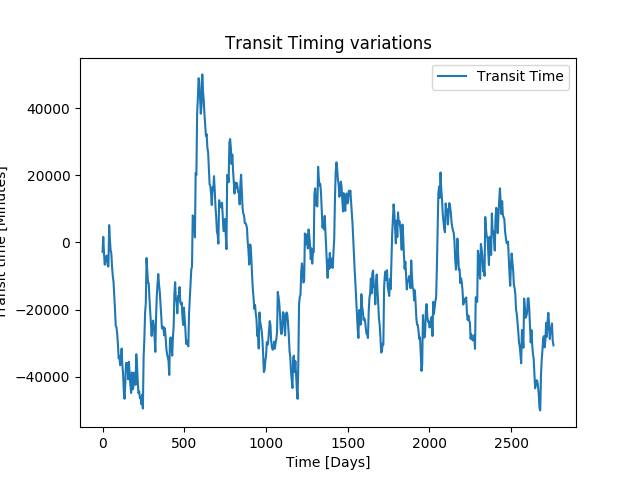 Transit Timing variations
Transit Time
40000
20000
0
−20000
−40000
Transit time [Minutes]
0
500
1000
1500
2000
2500
Time [Days]